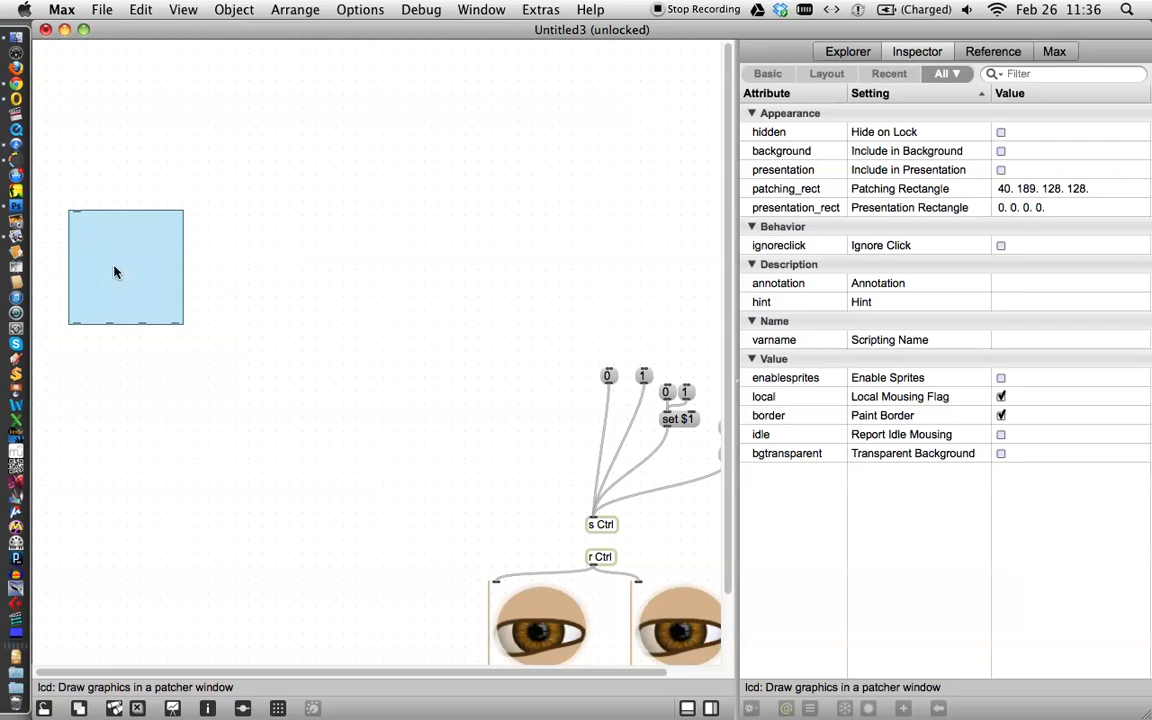 Max File Edit View Object Arrange Options Debug Window Extras Help Stop Recording (Charged) Feb 26 11:36
Untitled3 (unlocked)
Explorer Inspector Reference Max
Basic Layout Recent All ▼ Filter
Attribute Setting Value
▼ Appearance
hidden Hide on Lock
background Include in Background
presentation Include in Presentation
patching_rect Patching Rectangle 40. 189. 128. 128.
presentation_rect Presentation Rectangle 0. 0. 0. 0.
▼ Behavior
ignoreclick Ignore Click
▼ Description
annotation Annotation
hint Hint
▼ Name
varname Scripting Name
▼ Value
enablesprites Enable Sprites
local Local Mousing Flag
border Paint Border
idle Report Idle Mousing
bgtransparent Transparent Background
0 1
0 1
set $1
s Ctrl
r Ctrl
lcd: Draw graphics in a patcher window
lcd: Draw graphics in a patcher window